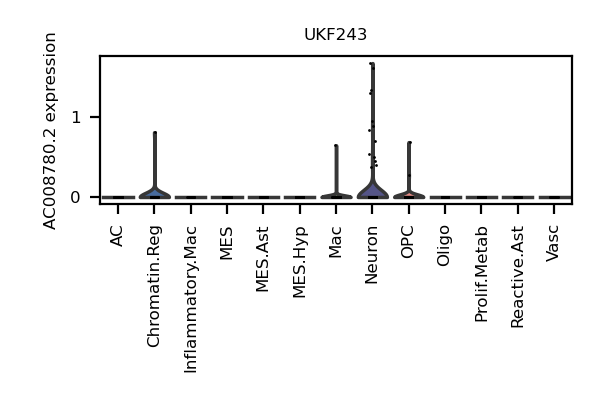 UKF243
AC008780.2 expression
1
0
AC
Chromatin.Reg
Inflammatory.Mac
MES
MES.Ast
MES.Hyp
Mac
Neuron
OPC
Oligo
Prolif.Metab
Reactive.Ast
Vasc